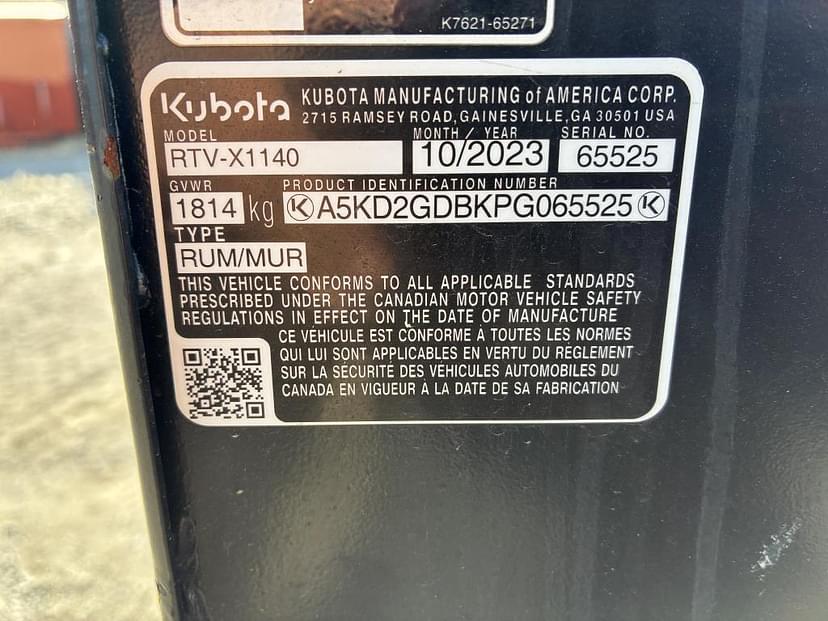 K7621-65271
Kubota KUBOTA MANUFACTURING of AMERICA CORP.
2715 RAMSEY ROAD, GAINESVILLE, GA 30501 USA
MODEL MONTH / YEAR SERIAL NO.
RTV-X1140 10/2023 65525
GVWR PRODUCT IDENTIFICATION NUMBER
1814 kg A5KD2GDBKPG065525
TYPE
RUM/MUR
THIS VEHICLE CONFORMS TO ALL APPLICABLE STANDARDS
PRESCRIBED UNDER THE CANADIAN MOTOR VEHICLE SAFETY
REGULATIONS IN EFFECT ON THE DATE OF MANUFACTURE
CE VÉHICULE EST CONFORME À TOUTES LES NORMES
QUI LUI SONT APPLICABLES EN VERTU DU RÉGLEMENT
SUR LA SÉCURITÉ DES VÉHICULES AUTOMOBILES DU
CANADA EN VIGUEUR À LA DATE DE SA FABRICATION